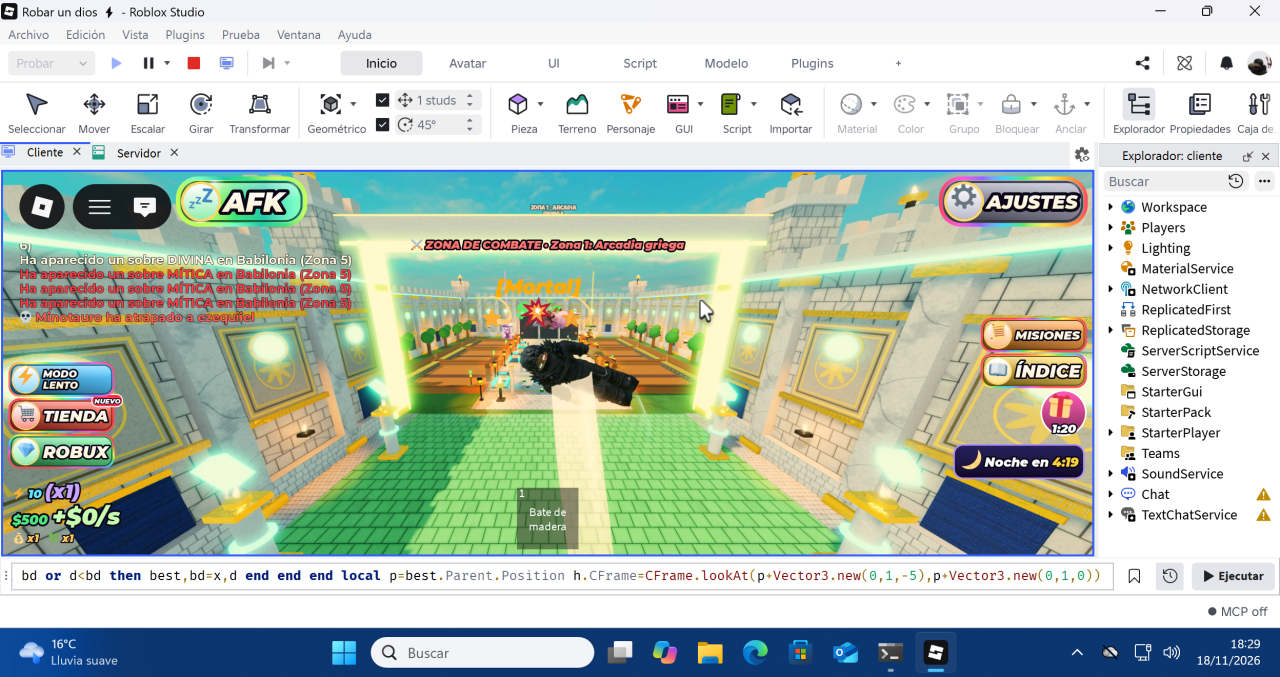 Robar un dios ⚡ - Roblox Studio
Archivo Edición Vista Plugins Prueba Ventana Ayuda
Probar Inicio Avatar UI Script Modelo Plugins +
1 studs
45°
Seleccionar Mover Escalar Girar Transformar Geométrico Pieza Terreno Personaje GUI Script Importar Material Color Grupo Bloquear Anclar Explorador Propiedades Caja de
Cliente Servidor
Explorador: cliente
Buscar
Workspace
Players
Lighting
MaterialService
NetworkClient
ReplicatedFirst
ReplicatedStorage
ServerScriptService
ServerStorage
StarterGui
StarterPack
StarterPlayer
Teams
SoundService
Chat
TextChatService
zZZ AFK
AJUSTES
ZONA 1: ARCADIA
⚔ZONA DE COMBATE • Zona 1: Arcadia griega
6)
Ha aparecido un sobre DIVINA en Babilonia (Zona 5)
Ha aparecido un sobre MÍTICA en Babilonia (Zona 5)
Ha aparecido un sobre MÍTICA en Babilonia (Zona 5)
Ha aparecido un sobre MÍTICA en Babilonia (Zona 5)
💀 Minotauro ha atrapado a ezequije!
[Mortal]
MISIONES
ÍNDICE
1:20
Noche en 4:19
MODO
LENTO
NUEVO
TIENDA
ROBUX
⚡10 (x1)
$500 +$0/s
x1 x1
1
Bate de
madera
bd or d<bd then best,bd=x,d end end end local p=best.Parent.Position h.CFrame=CFrame.lookAt(p+Vector3.new(0,1,-5),p+Vector3.new(0,1,0))
Ejecutar
MCP off
16°C
Lluvia suave
Buscar
18:29
18/11/2026